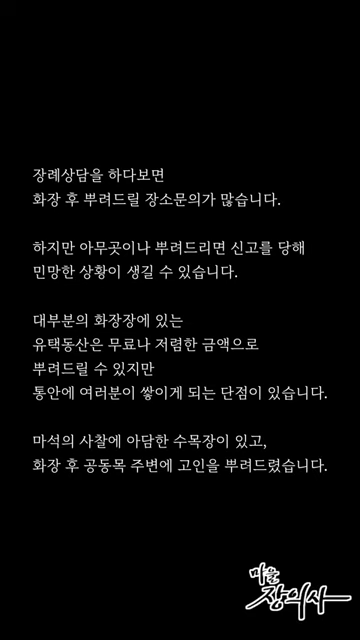 장례상담을 하다보면
화장 후 뿌려드릴 장소문의가 많습니다.
하지만 아무곳이나 뿌려드리면 신고를 당해
민망한 상황이 생길 수 있습니다.
대부분의 화장장에 있는
유택동산은 무료나 저렴한 금액으로
뿌려드릴 수 있지만
통안에 여러분이 쌓이게 되는 단점이 있습니다.
마석의 사찰에 아담한 수목장이 있고,
화장 후 공동목 주변에 고인을 뿌려드렸습니다.
마을
장의사